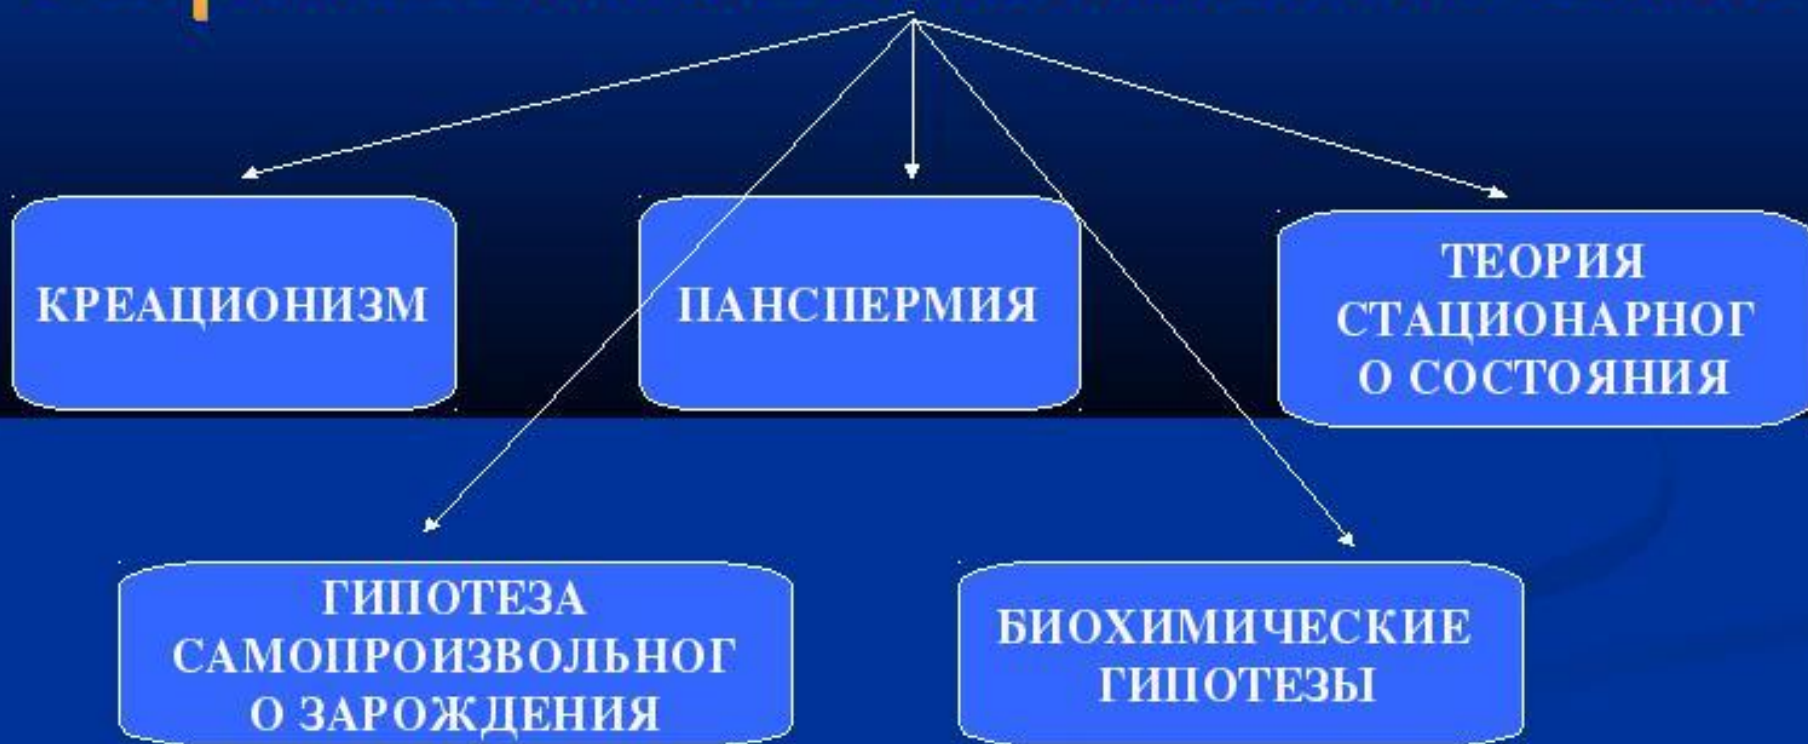 КРЕАЦИОНИЗМ
ПАНСПЕРМИЯ
ТЕОРИЯ
СТАЦИОНАРНОГ
О СОСТОЯНИЯ
ГИПОТЕЗА
САМОПРОИЗВОЛЬНОГ
О ЗАРОЖДЕНИЯ
БИОХИМИЧЕСКИЕ
ГИПОТЕЗЫ